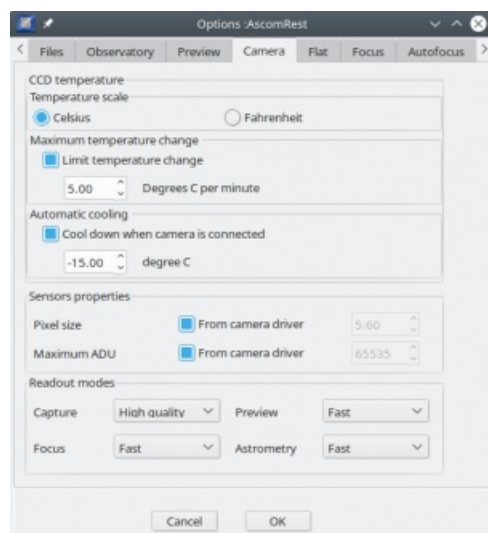 Options :AscomRest
Files Observatory Preview Camera Flat Focus Autofocus
CCD temperature
Temperature scale
Celsius Fahrenheit
Maximum temperature change
Limit temperature change
5.00 Degrees C per minute
Automatic cooling
Cool down when camera is connected
-15.00 degree C
Sensors properties
Pixel size From camera driver 5.60
Maximum ADU From camera driver 65535
Readout modes
Capture High quality Preview Fast
Focus Fast Astrometry Fast
Cancel OK